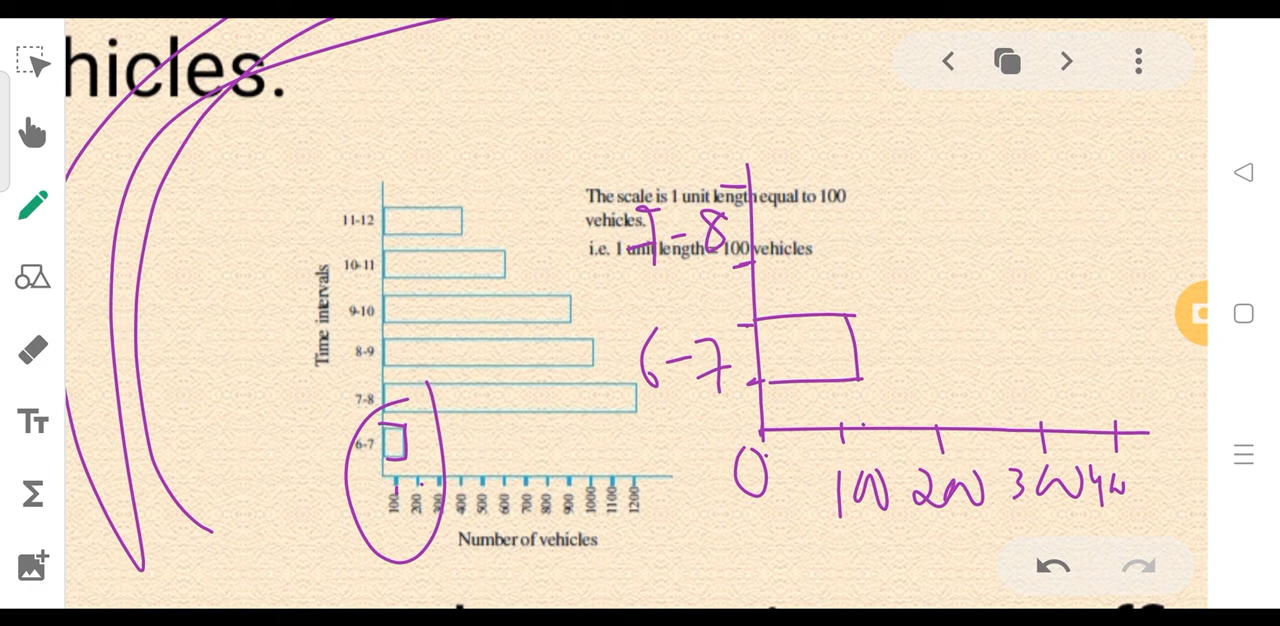 hicles.
The scale is 1 unit length equal to 100
vehicles.
i.e. 1 unit length = 100 vehicles
7-8
6-7
0 100 200 300 400
Time intervals
11-12
10-11
9-10
8-9
7-8
6-7
100 200 300 400 500 600 700 800 900 1000 1100 1200
Number of vehicles
Tт
Σ